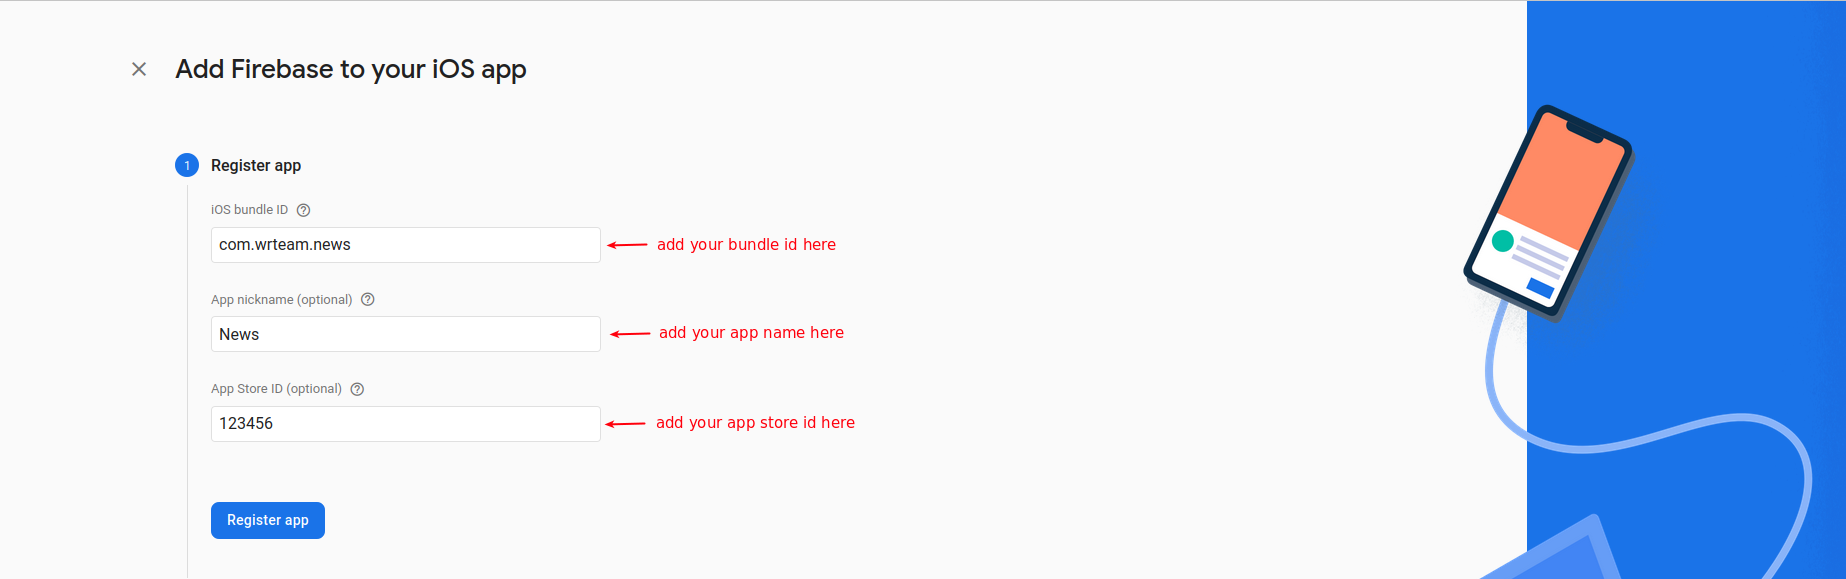 Add Firebase to your iOS app
1 Register app
iOS bundle ID ?
com.wrteam.news
add your bundle id here
App nickname (optional) ?
News
add your app name here
App Store ID (optional) ?
123456
add your app store id here
Register app